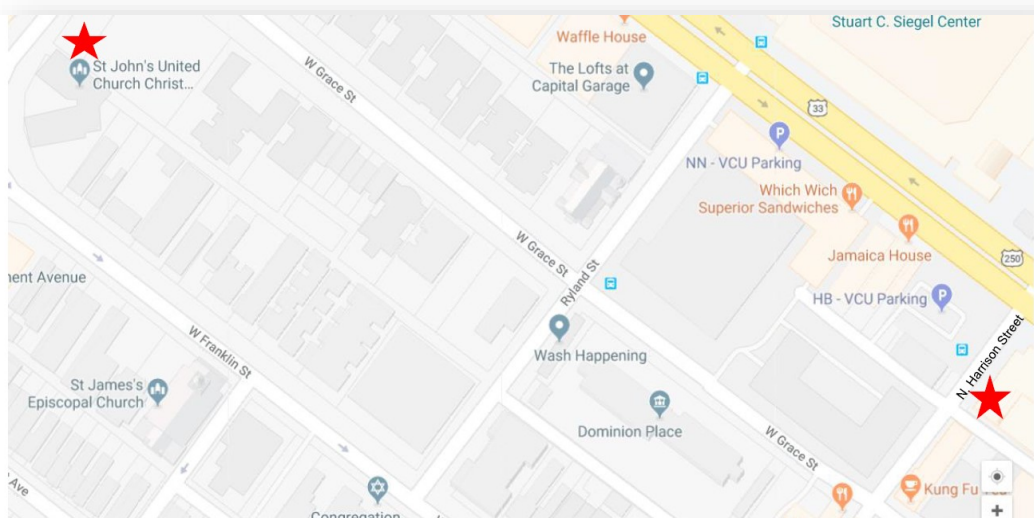 Stuart C. Siegel Center
Waffle House
St John's United
Church Christ...
W Grace St
The Lofts at
Capital Garage
33
P
NN - VCU Parking
Which Wich
Superior Sandwiches
W Grace St
Jamaica House
250
Ryland St
nent Avenue
HB - VCU Parking
P
N. Harrison Street
W Franklin St
Wash Happening
St James's
Episcopal Church
Dominion Place
W Grace St
Ave
Kung Fu
Congregation
+